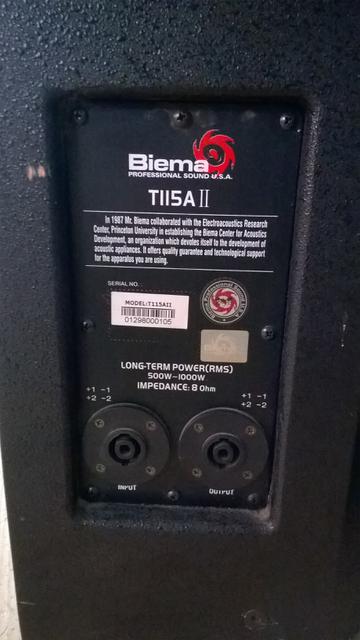 Biema
PROFESSIONAL SOUND U.S.A.
T115A II
In 1987 Mr. Biema collaborated with the Electroacoustics Research
Center, Princeton University in establishing the Biema Center for Acoustics
Development, an organization which devotes itself to the development of
acoustic appliances. It offers quality guarantee and technological support
for the apparatus you are using.
SERIAL NO.
MODEL:T115AII
01298000105
LONG-TERM POWER(RMS)
500W-1000W
IMPEDANCE: 8 Ohm
+1 -1
+2 -2
+1 -1
+2 -2
INPUT
OUTPUT